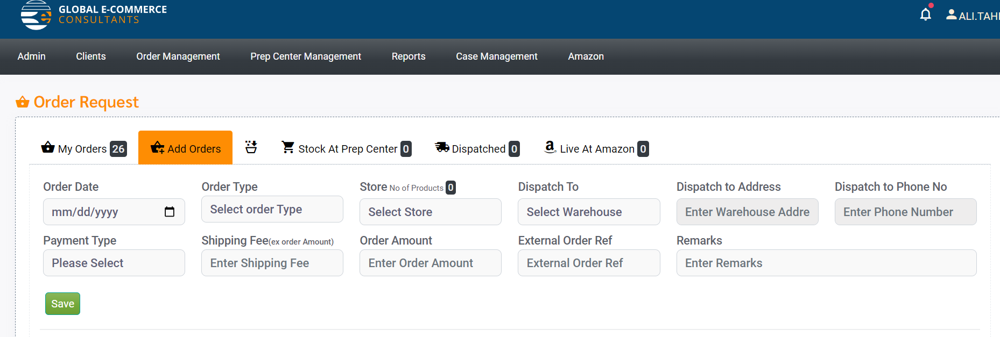 GLOBAL E-COMMERCE
CONSULTANTS
ALI.TAHI
Admin Clients Order Management Prep Center Management Reports Case Management Amazon
Order Request
My Orders 26 Add Orders Stock At Prep Center 0 Dispatched 0 Live At Amazon 0
Order Date Order Type Store No of Products 0 Dispatch To Dispatch to Address Dispatch to Phone No
mm/dd/yyyy Select order Type Select Store Select Warehouse Enter Warehouse Addre Enter Phone Number
Payment Type Shipping Fee(ex order Amount) Order Amount External Order Ref Remarks
Please Select Enter Shipping Fee Enter Order Amount External Order Ref Enter Remarks
Save